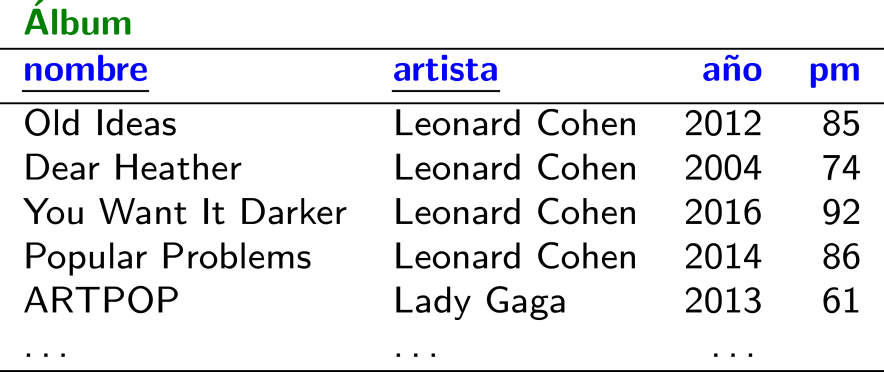 Álbum
nombre artista año pm
Old Ideas Leonard Cohen 2012 85
Dear Heather Leonard Cohen 2004 74
You Want It Darker Leonard Cohen 2016 92
Popular Problems Leonard Cohen 2014 86
ARTPOP Lady Gaga 2013 61
... ... ...